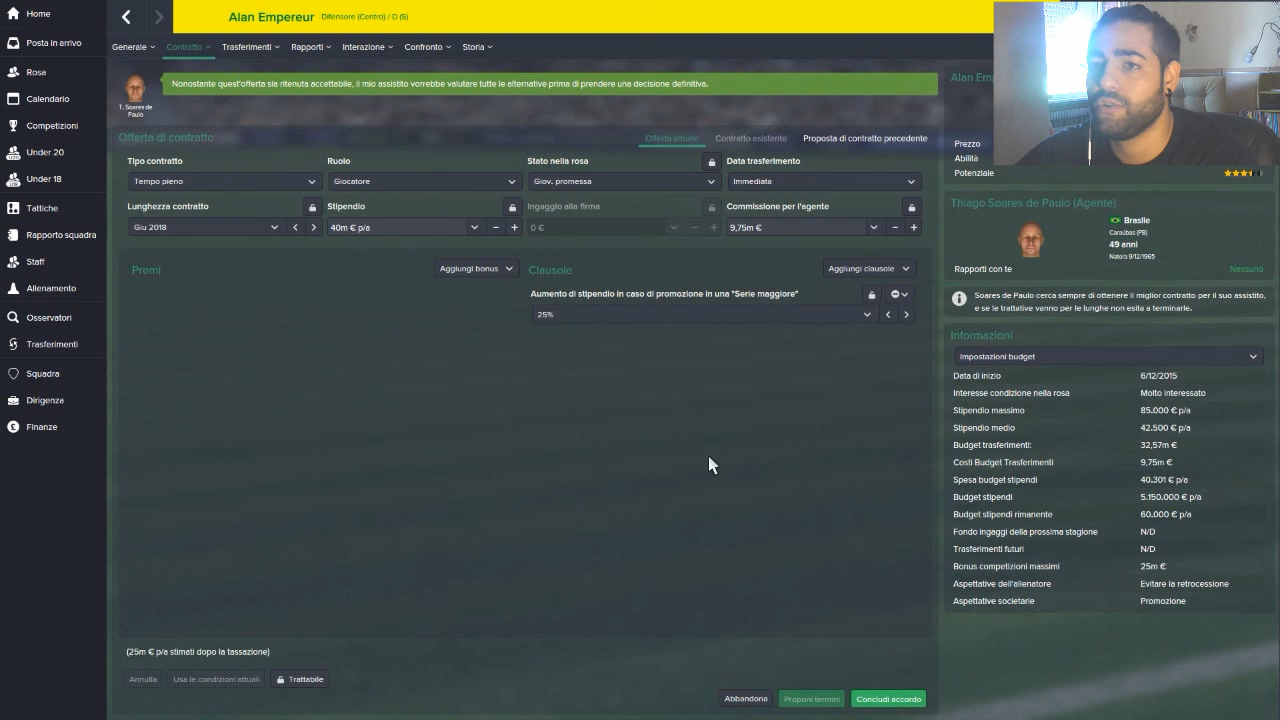 Home
Posta in arrivo
Rosa
Calendario
Competizioni
Under 20
Under 18
Tattiche
Rapporto squadra
Staff
Allenamento
Osservatori
Trasferimenti
Squadra
Dirigenza
Finanze
Alan Empereur Difensore (Centro) / D (S)
Generale Contratto Trasferimenti Rapporti Interazione Confronto Storia
T. Soares de
Paulo
Nonostante quest'offerta sia ritenuta accettabile, il mio assistito vorrebbe valutare tutte le alternative prima di prendere una decisione definitiva.
Offerta di contratto
Offerta attuale Contratto esistente Proposta di contratto precedente
Tipo contratto Ruolo Stato nella rosa Data trasferimento
Tempo pieno Giocatore Giov. promessa Immediata
Lunghezza contratto Stipendio Ingaggio alla firma Commissione per l'agente
Giu 2018 40m € p/a 0 € 9,75m €
Premi Aggiungi bonus Clausole Aggiungi clausole
Aumento di stipendio in caso di promozione in una "Serie maggiore"
25%
(25m € p/a stimati dopo la tassazione)
Annulla Usa le condizioni attuali Trattabile
Abbandona Proponi termini Concludi accordo
Prezzo
Abilità
Potenziale
Thiago Soares de Paulo (Agente)
Brasile
Caraúbas (PB)
49 anni
Nato/a 9/12/1965
Rapporti con te Nessuno
Soares de Paulo cerca sempre di ottenere il miglior contratto per il suo assistito,
e se le trattative vanno per le lunghe non esita a terminarle.
Informazioni
Impostazioni budget
Data di inizio 6/12/2015
Interesse condizione nella rosa Molto interessato
Stipendio massimo 85.000 € p/a
Stipendio medio 42.500 € p/a
Budget trasferimenti: 32,57m €
Costi Budget Trasferimenti 9,75m €
Spesa budget stipendi 40.301 € p/a
Budget stipendi 5.150.000 € p/a
Budget stipendi rimanente 60.000 € p/a
Fondo ingaggi della prossima stagione N/D
Trasferimenti futuri N/D
Bonus competizioni massimi 25m €
Aspettative dell'allenatore Evitare la retrocessione
Aspettative societarie Promozione